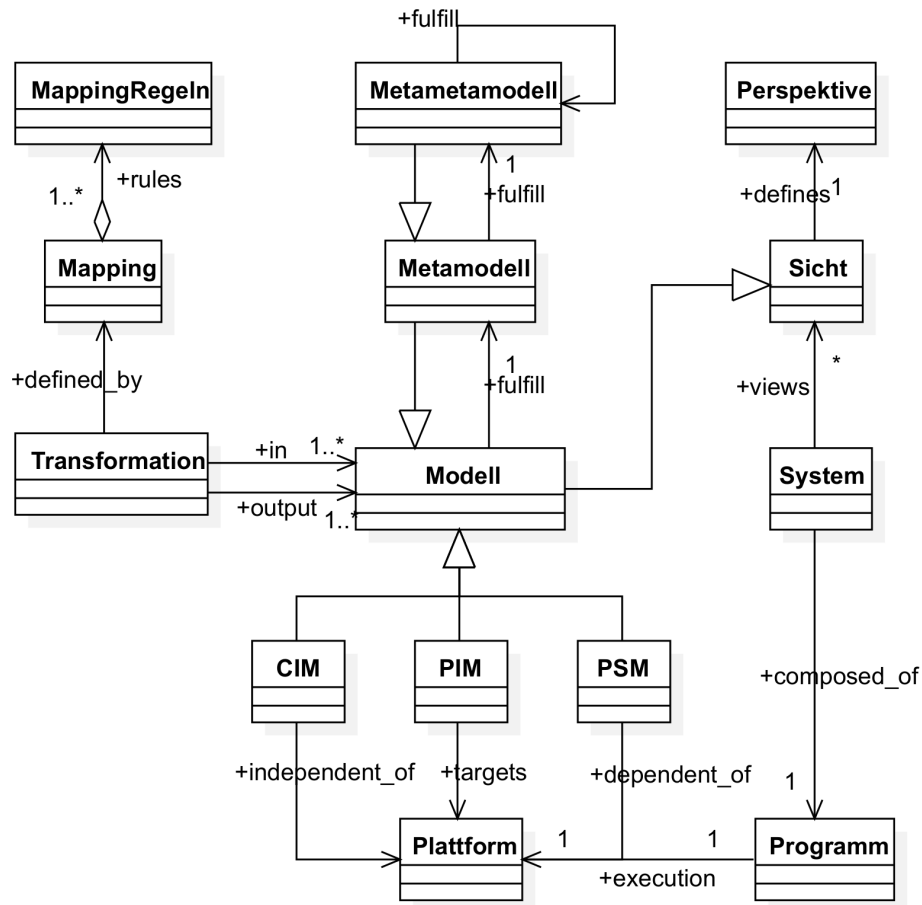 +fulfill
MappingRegeln
Metametamodell
Perspektive
1..*
+rules
1
+fulfill
+defines
1
Mapping
Metamodell
Sicht
+defined_by
1
+fulfill
*
+views
Transformation
+in
1..*
+output
1..*
Modell
System
CIM
PIM
PSM
+composed_of
+independent_of
+targets
+dependent_of
1
Plattform
1
1
+execution
Programm